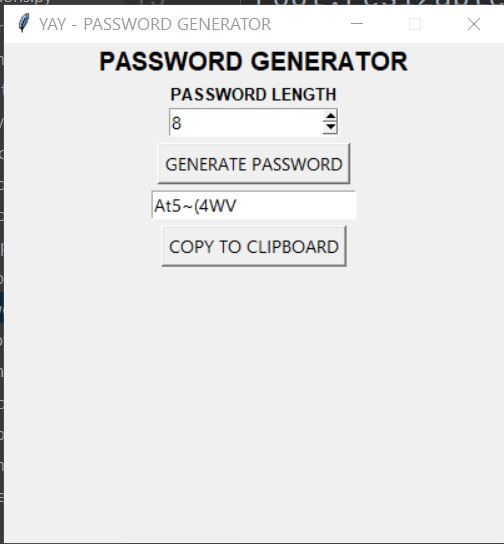 YAY - PASSWORD GENERATOR
PASSWORD GENERATOR
PASSWORD LENGTH
8
GENERATE PASSWORD
At5~(4WV
COPY TO CLIPBOARD